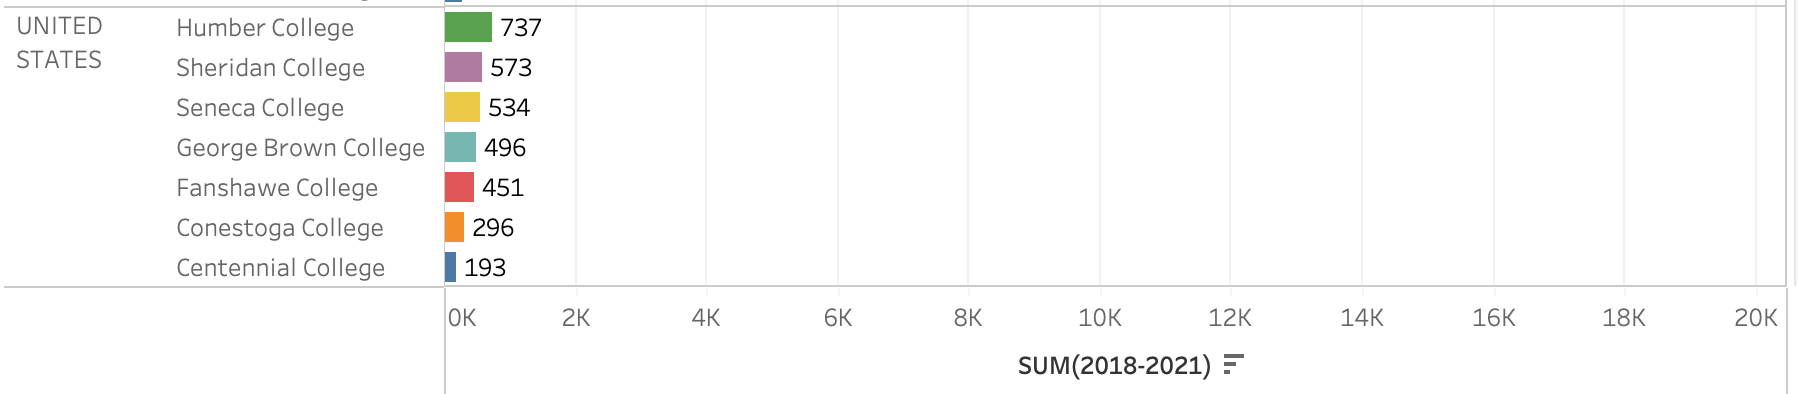 UNITED
STATES
Humber College 737
Sheridan College 573
Seneca College 534
George Brown College 496
Fanshawe College 451
Conestoga College 296
Centennial College 193
0K 2K 4K 6K 8K 10K 12K 14K 16K 18K 20K
SUM(2018-2021)